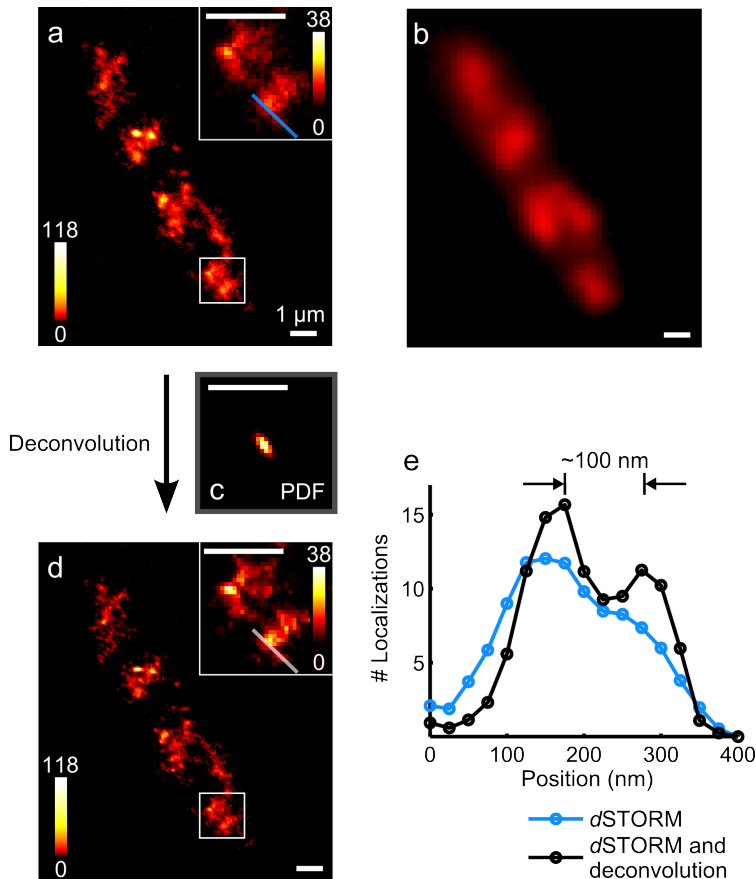 a
38
0
118
0
1 μm
b
Deconvolution
c
PDF
d
38
0
118
0
e
~100 nm
# Localizations
15
10
5
0
100
200
300
400
Position (nm)
dSTORM
dSTORM and
deconvolution